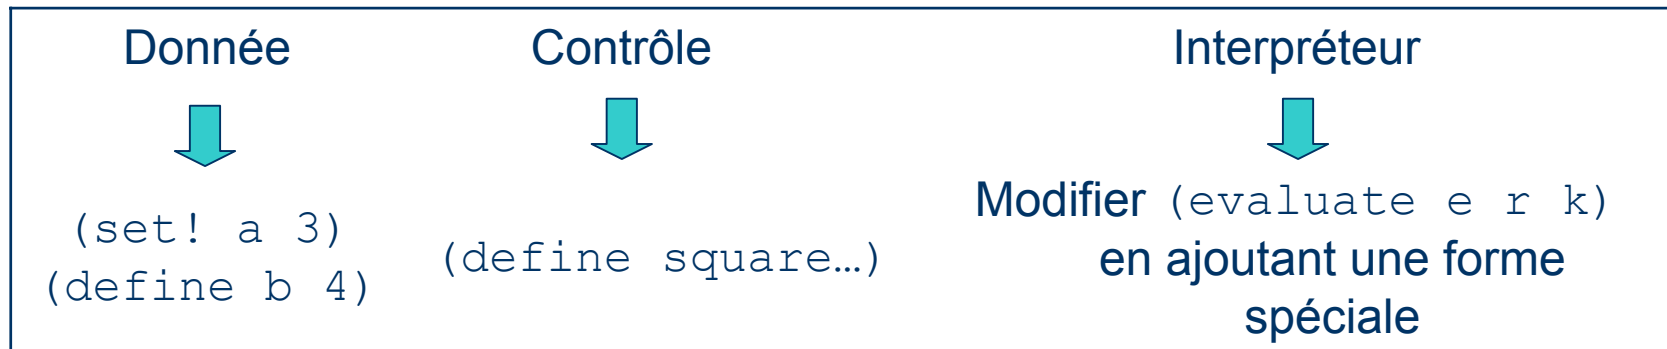 Donnée
Contrôle
Interpréteur
(set! a 3)
(define b 4)
(define square…)
Modifier (evaluate e r k)
en ajoutant une forme
spéciale